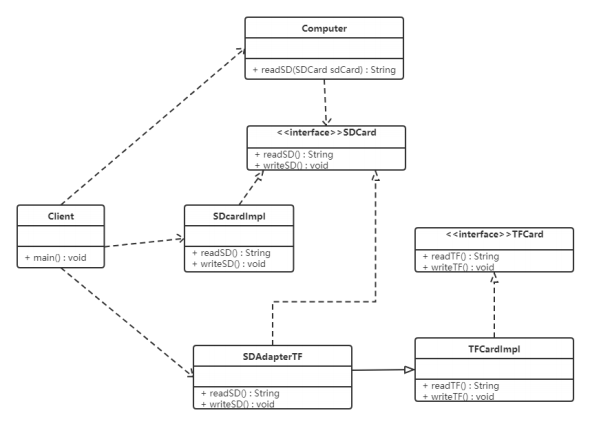 Computer
+ readSD(SDCard sdCard) : String
<<interface>>SDCard
+ readSD() : String
+ writeSD() : void
Client
+ main() : void
SDcardImpl
+ readSD() : String
+ writeSD() : void
<<interface>>TFCard
+ readTF() : String
+ writeTF() : void
SDAdapterTF
+ readSD() : String
+ writeSD() : void
TFCardImpl
+ readTF() : String
+ writeTF() : void